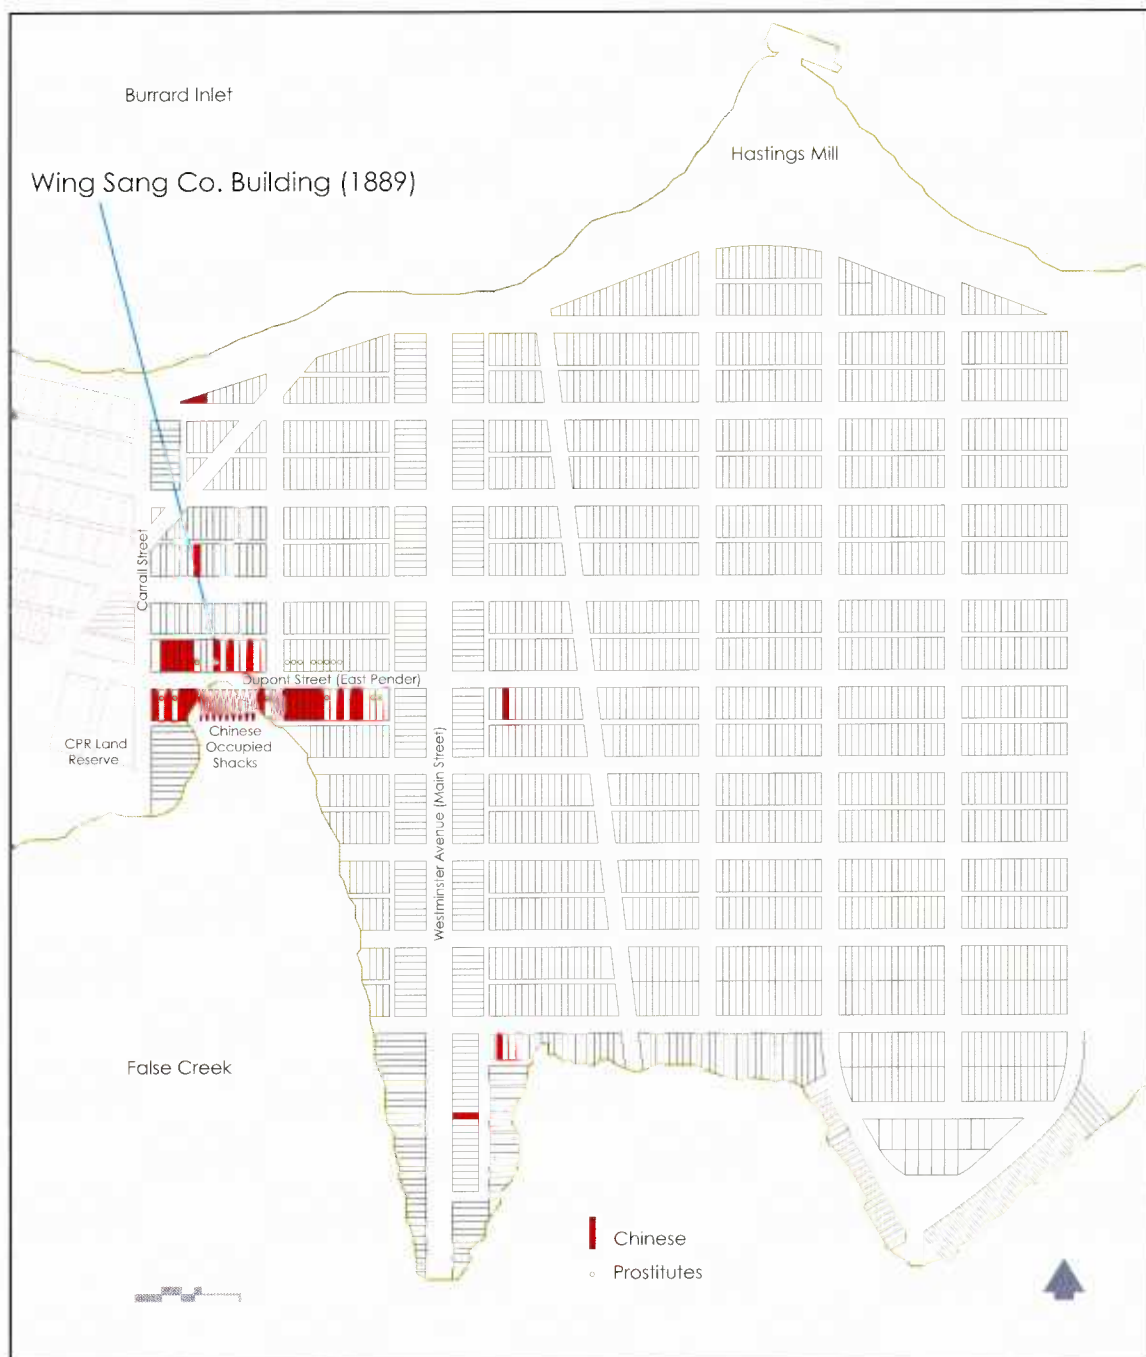 Burrard Inlet
Hastings Mill
Wing Sang Co. Building (1889)
Carrall Street
Dupont Street (East Pender)
Chinese
Occupied
Shacks
CPR Land
Reserve
Westminster Avenue (Main Street)
False Creek
Chinese
Prostitutes